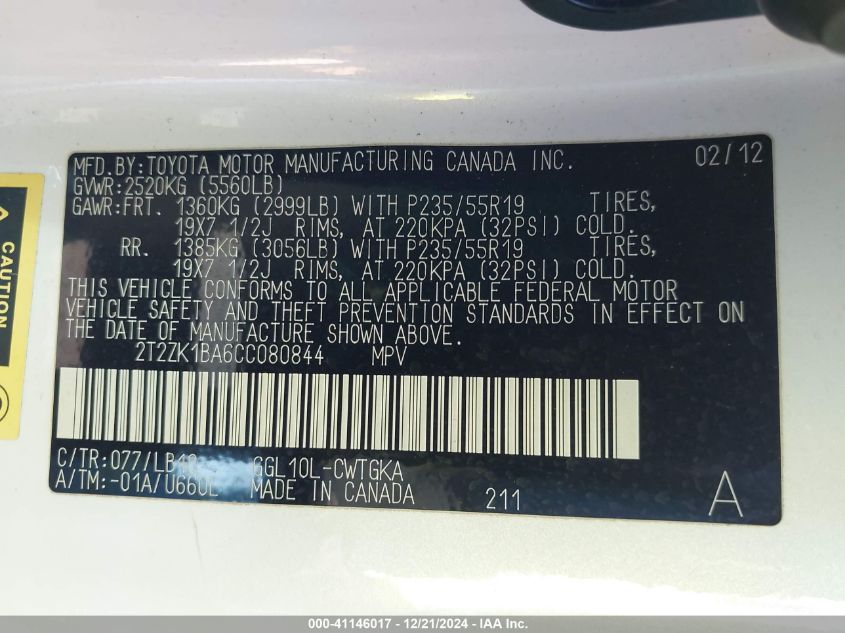 MFD.BY:TOYOTA MOTOR MANUFACTURING CANADA INC. 02/12
GVWR:2520KG (5560LB)
GAWR:FRT. 1360KG (2999LB) WITH P235/55R19 TIRES,
19X7 1/2J RIMS, AT 220KPA (32PSI) COLD.
RR. 1385KG (3056LB) WITH P235/55R19 TIRES,
19X7 1/2J RIMS, AT 220KPA (32PSI) COLD.
THIS VEHICLE CONFORMS TO ALL APPLICABLE FEDERAL MOTOR
VEHICLE SAFETY AND THEFT PREVENTION STANDARDS IN EFFECT ON
THE DATE OF MANUFACTURE SHOWN ABOVE.
2T2ZK1BA6CC080844 MPV
C/TR:077/LB10 GGL10L-CWTGKA
A/TM:-01A/U660E MADE IN CANADA 211 A
CAUTION
000-41146017 - 12/21/2024 - IAA Inc.